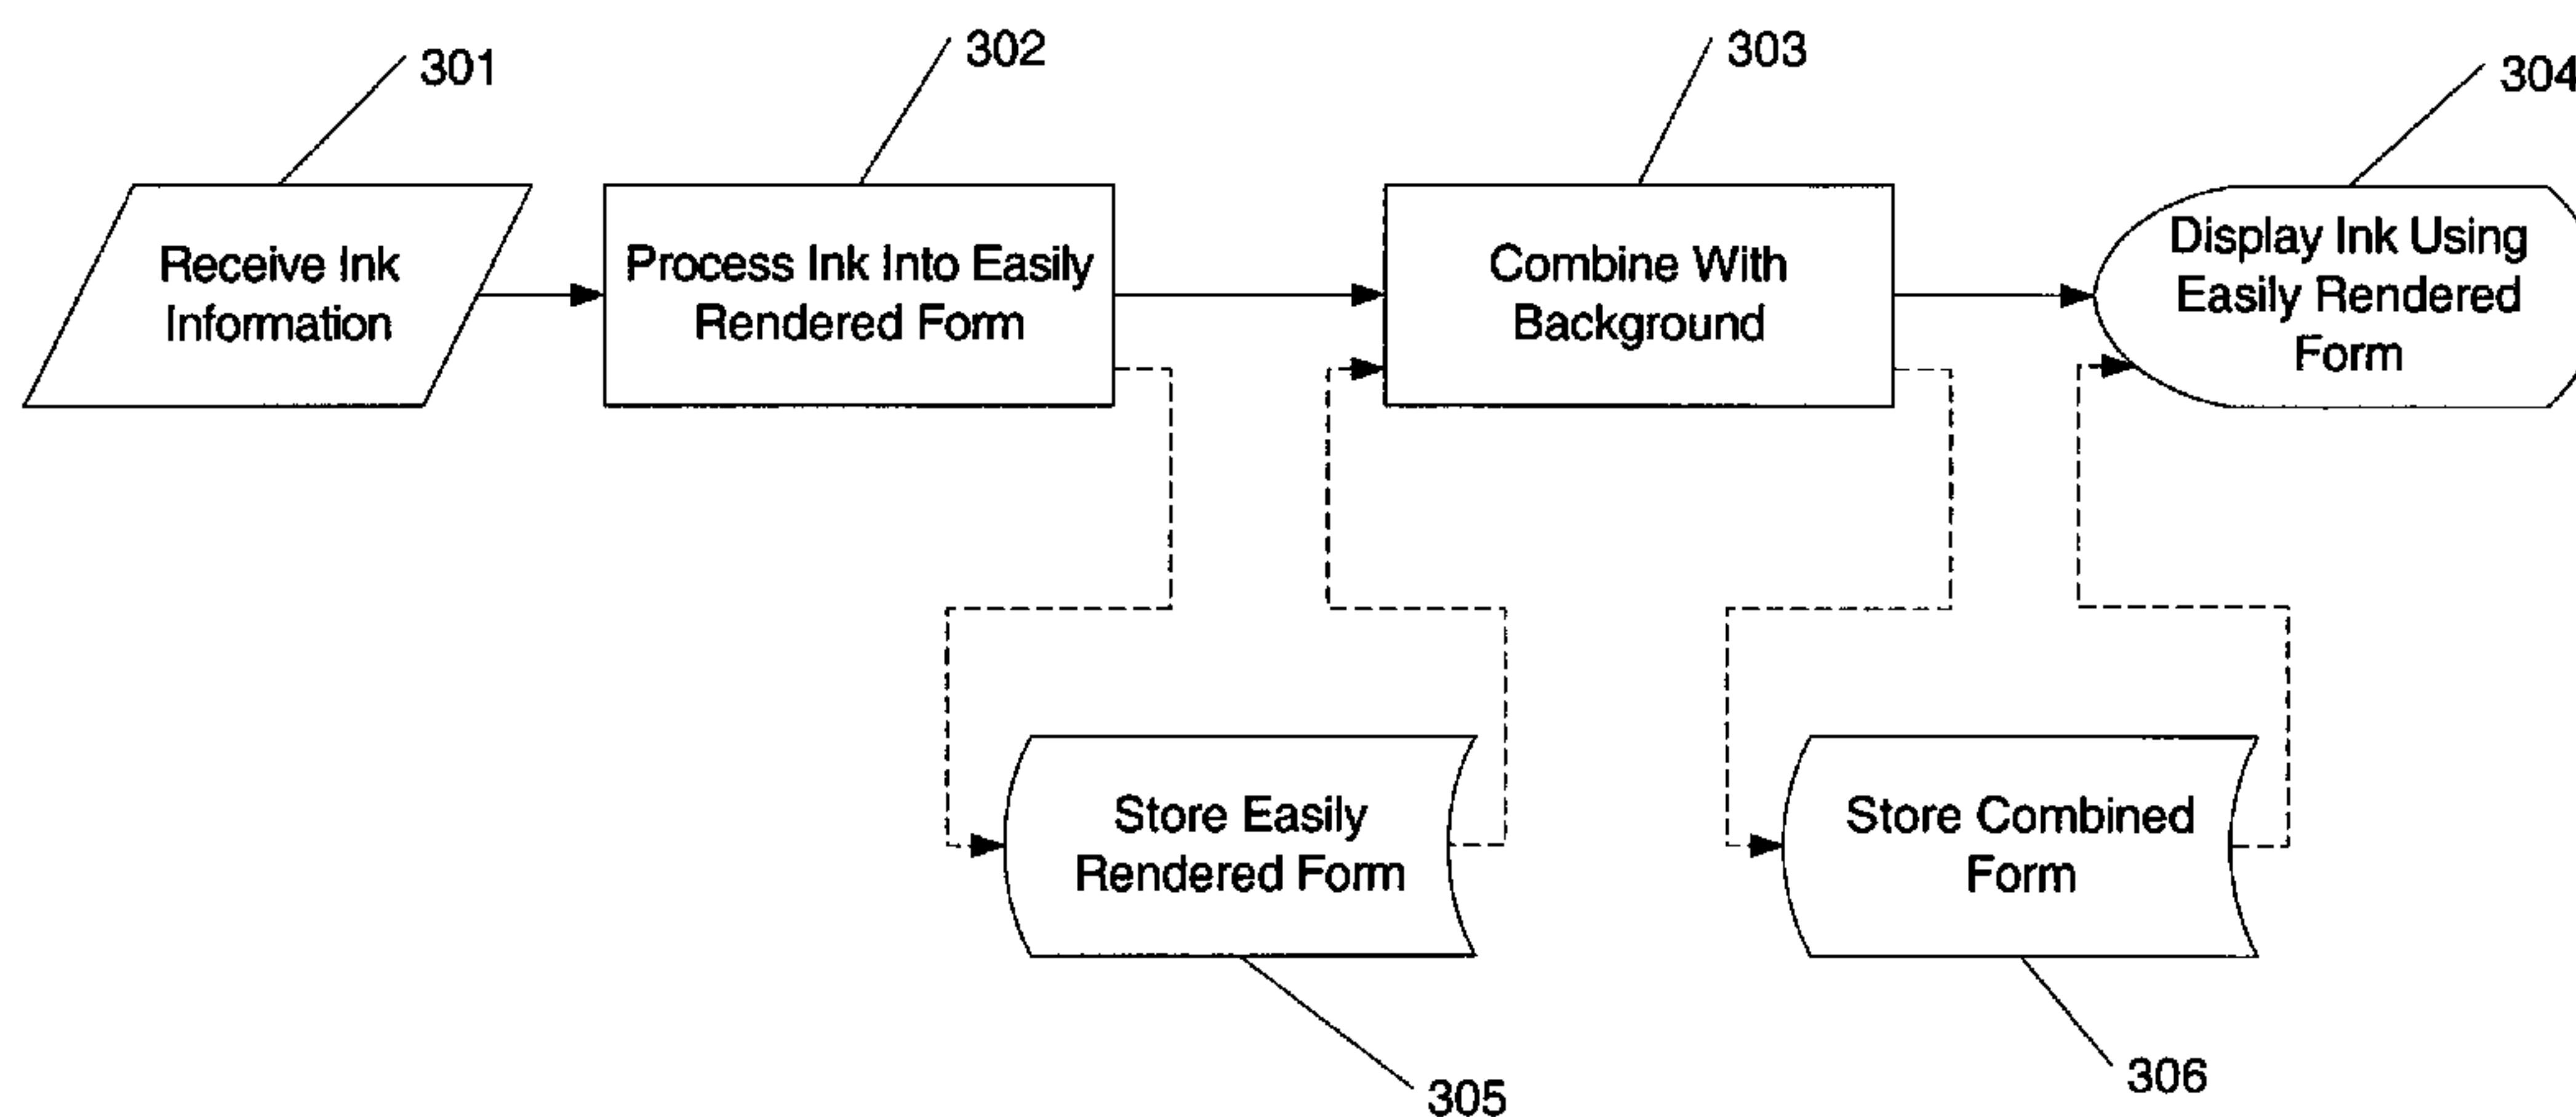 301
302
303
304
Receive Ink
Information
Process Ink Into Easily
Rendered Form
Combine With
Background
Display Ink Using
Easily Rendered
Form
Store Easily
Rendered Form
Store Combined
Form
305
306